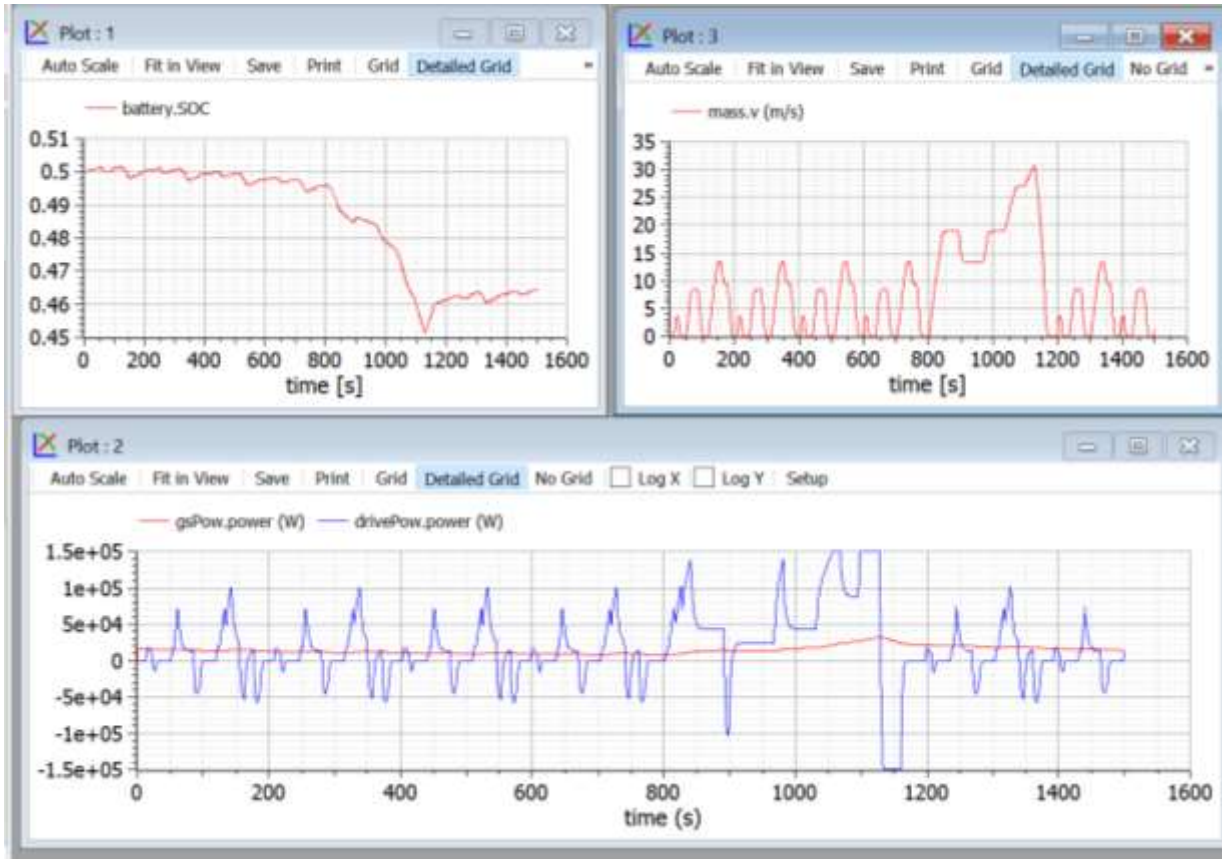 Plot : 1
Auto Scale Fit in View Save Print Grid Detailed Grid »
battery.SOC
0.51
0.5
0.49
0.48
0.47
0.46
0.45
0 200 400 600 800 1000 1200 1400 1600
time [s]
Plot : 3
Auto Scale Fit in View Save Print Grid Detailed Grid No Grid »
mass.v (m/s)
35
30
25
20
15
10
5
0
0 200 400 600 800 1000 1200 1400 1600
time [s]
Plot : 2
Auto Scale Fit in View Save Print Grid Detailed Grid No Grid Log X Log Y Setup
gsPow.power (W) drivePow.power (W)
1.5e+05
1e+05
5e+04
0
-5e+04
-1e+05
-1.5e+05
0 200 400 600 800 1000 1200 1400 1600
time (s)